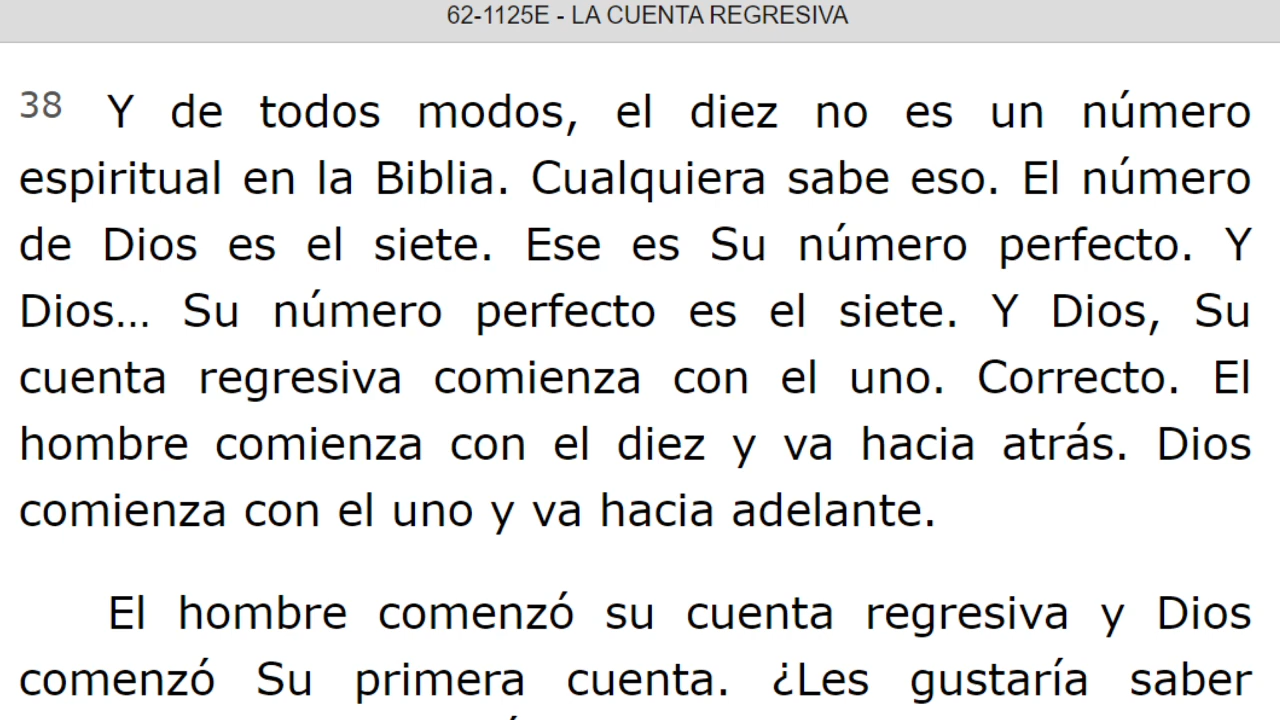 62-1125E - LA CUENTA REGRESIVA
38 Y de todos modos, el diez no es un número
espiritual en la Biblia. Cualquiera sabe eso. El número
de Dios es el siete. Ese es Su número perfecto. Y
Dios... Su número perfecto es el siete. Y Dios, Su
cuenta regresiva comienza con el uno. Correcto. El
hombre comienza con el diez y va hacia atrás. Dios
comienza con el uno y va hacia adelante.
El hombre comenzó su cuenta regresiva y Dios
comenzó Su primera cuenta. ¿Les gustaría saber